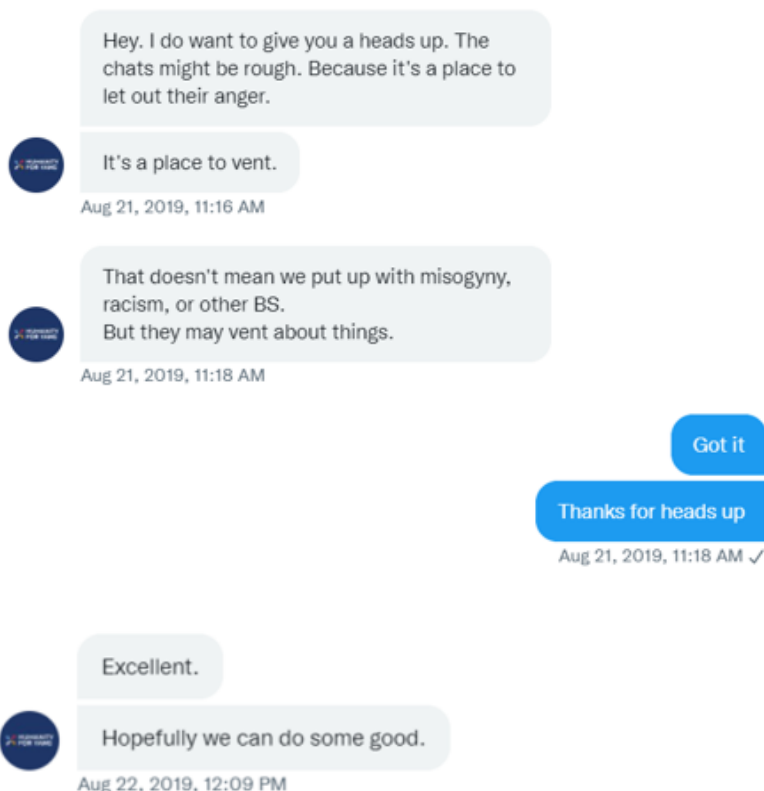 Hey. I do want to give you a heads up. The
chats might be rough. Because it's a place to
let out their anger.
It's a place to vent.
Aug 21, 2019, 11:16 AM
That doesn't mean we put up with misogyny,
racism, or other BS.
But they may vent about things.
Aug 21, 2019, 11:18 AM
Got it
Thanks for heads up
Aug 21, 2019, 11:18 AM
Excellent.
Hopefully we can do some good.
Aug 22, 2019, 12:09 PM